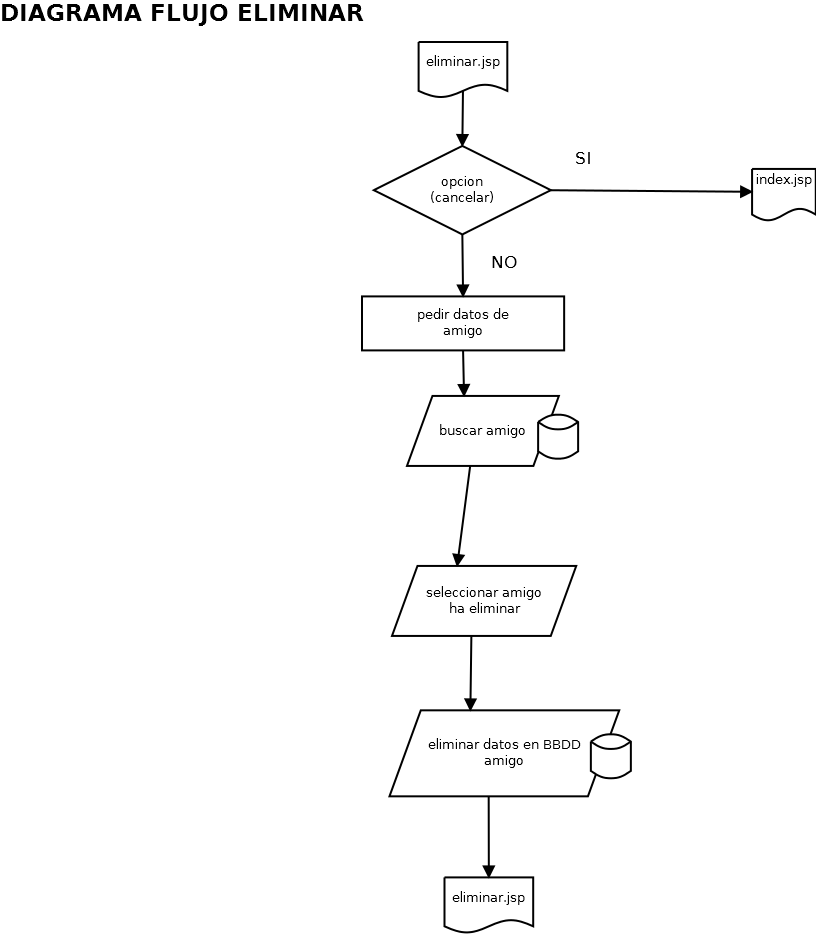 DIAGRAMA FLUJO ELIMINAR
eliminar.jsp
opcion
(cancelar)
SI
index.jsp
NO
pedir datos de
amigo
buscar amigo
seleccionar amigo
ha eliminar
eliminar datos en BBDD
amigo
eliminar.jsp